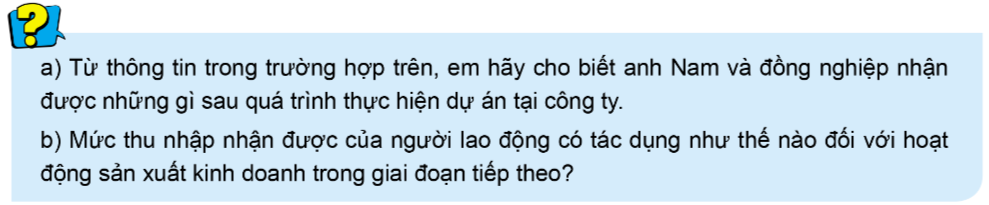 ?
a) Từ thông tin trong trường hợp trên, em hãy cho biết anh Nam và đồng nghiệp nhận
được những gì sau quá trình thực hiện dự án tại công ty.
b) Mức thu nhập nhận được của người lao động có tác dụng như thế nào đối với hoạt
động sản xuất kinh doanh trong giai đoạn tiếp theo?